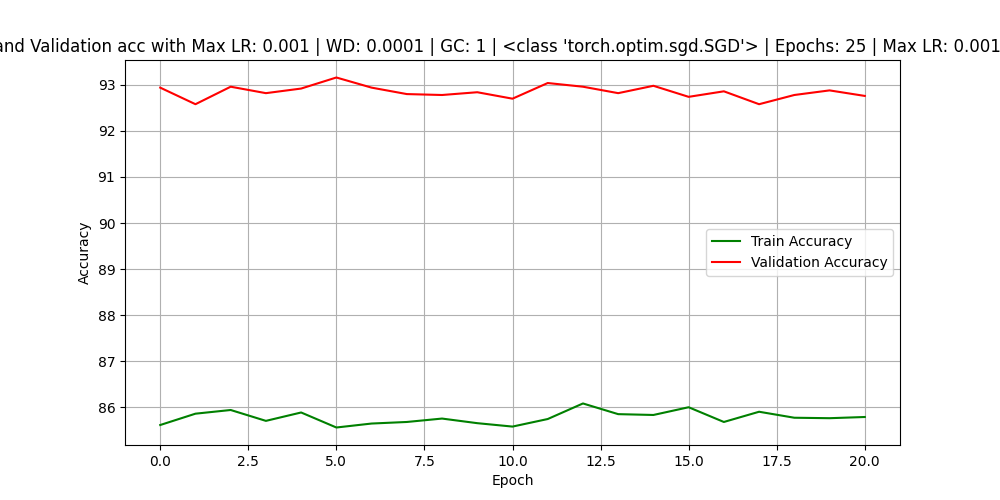 and Validation acc with Max LR: 0.001 | WD: 0.0001 | GC: 1 | <class 'torch.optim.sgd.SGD'> | Epochs: 25 | Max LR: 0.001
93
92
91
90
89
88
87
86
Accuracy
Train Accuracy
Validation Accuracy
0.0 2.5 5.0 7.5 10.0 12.5 15.0 17.5 20.0
Epoch